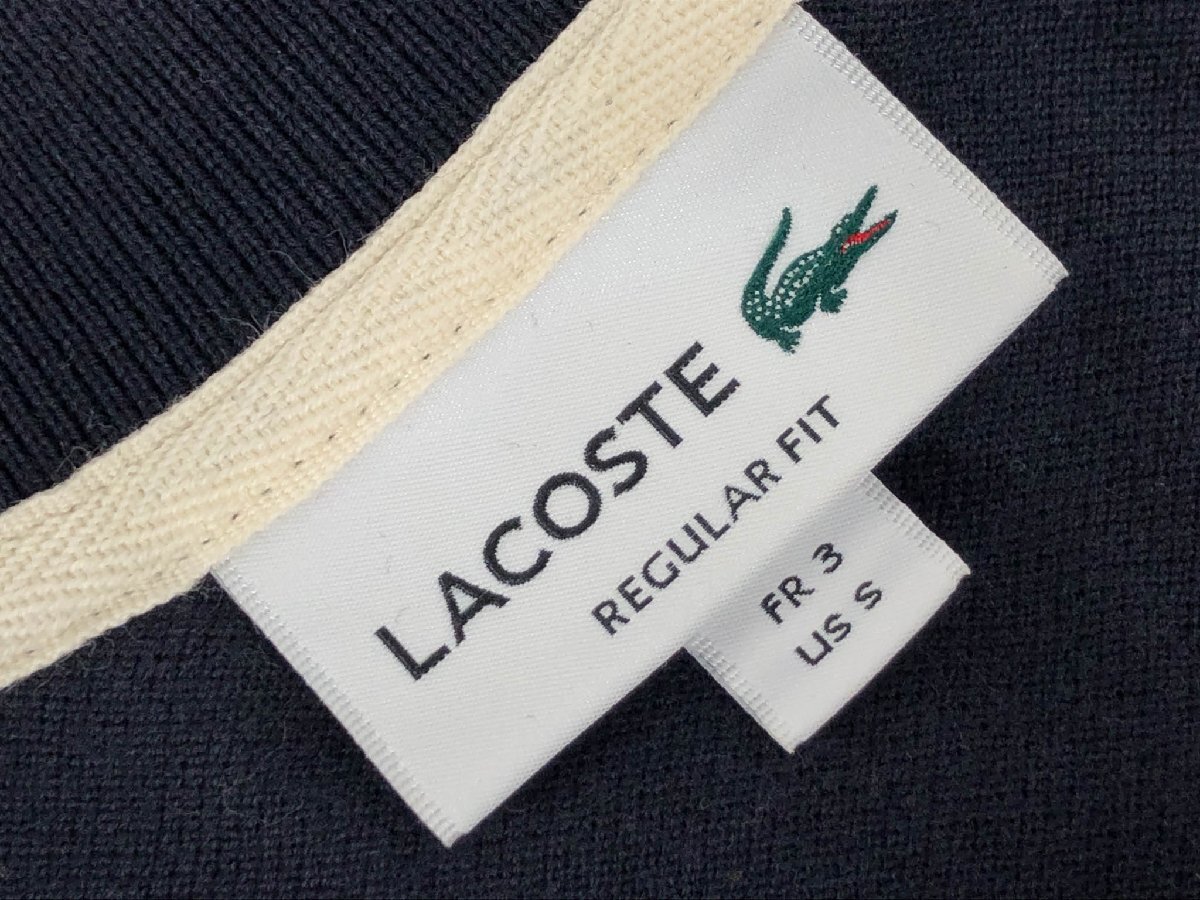 LACOSTE
REGULAR FIT
FR 3
US S